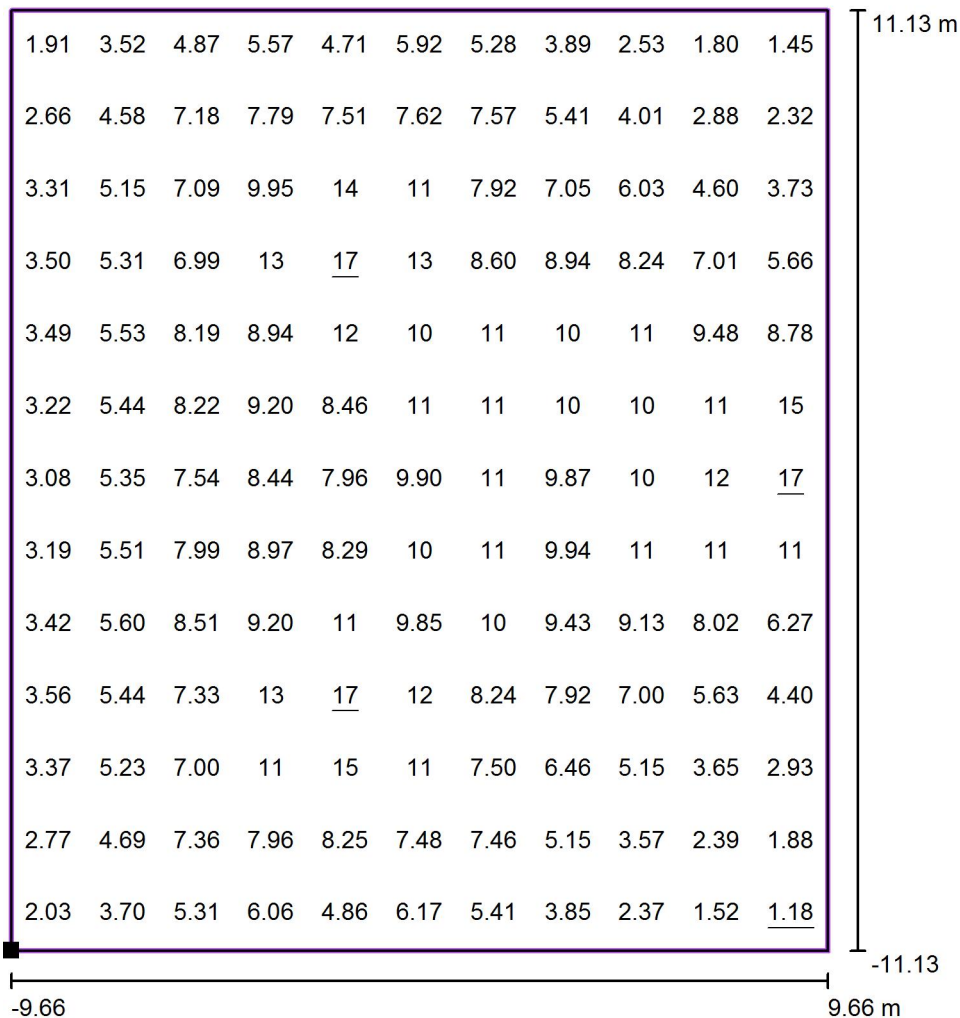 11.13 m
1.91 3.52 4.87 5.57 4.71 5.92 5.28 3.89 2.53 1.80 1.45
2.66 4.58 7.18 7.79 7.51 7.62 7.57 5.41 4.01 2.88 2.32
3.31 5.15 7.09 9.95 14 11 7.92 7.05 6.03 4.60 3.73
3.50 5.31 6.99 13 17 13 8.60 8.94 8.24 7.01 5.66
3.49 5.53 8.19 8.94 12 10 11 10 11 9.48 8.78
3.22 5.44 8.22 9.20 8.46 11 11 10 10 11 15
3.08 5.35 7.54 8.44 7.96 9.90 11 9.87 10 12 17
3.19 5.51 7.99 8.97 8.29 10 11 9.94 11 11 11
3.42 5.60 8.51 9.20 11 9.85 10 9.43 9.13 8.02 6.27
3.56 5.44 7.33 13 17 12 8.24 7.92 7.00 5.63 4.40
3.37 5.23 7.00 11 15 11 7.50 6.46 5.15 3.65 2.93
2.77 4.69 7.36 7.96 8.25 7.48 7.46 5.15 3.57 2.39 1.88
2.03 3.70 5.31 6.06 4.86 6.17 5.41 3.85 2.37 1.52 1.18
-11.13
-9.66 9.66 m